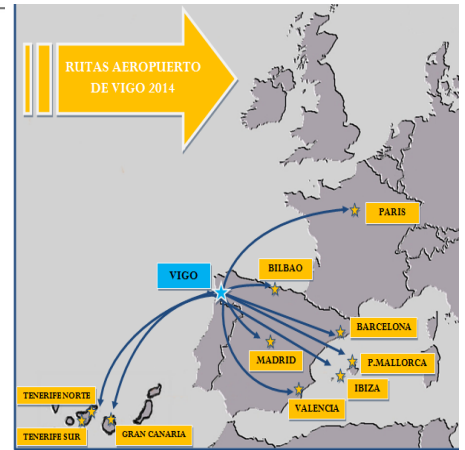 RUTAS AEROPUERTO
DE VIGO 2014
PARIS
VIGO
BILBAO
BARCELONA
MADRID
P.MALLORCA
IBIZA
VALENCIA
TENERIFE NORTE
TENERIFE SUR
GRAN CANARIA